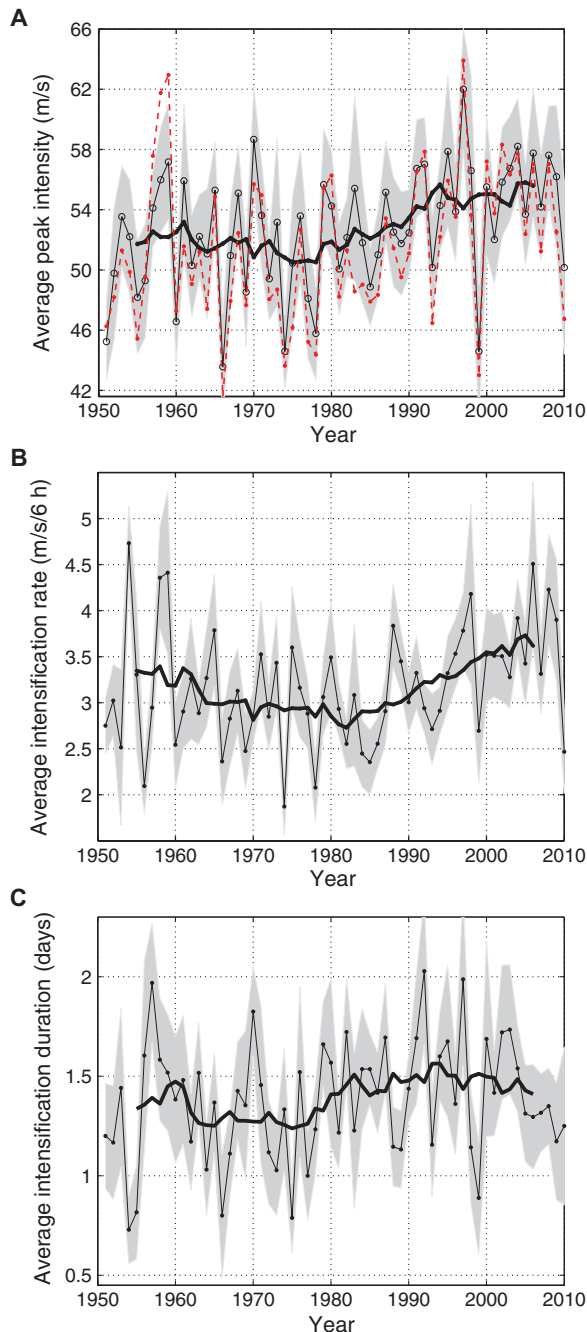 A
Average peak intensity (m/s)
66
62
58
54
50
46
42
1950 1960 1970 1980 1990 2000 2010
Year
B
Average intensification rate (m/s/6 h)
5
4.5
4
3.5
3
2.5
2
1950 1960 1970 1980 1990 2000 2010
Year
C
Average intensification duration (days)
2
1.5
1
0.5
1950 1960 1970 1980 1990 2000 2010
Year